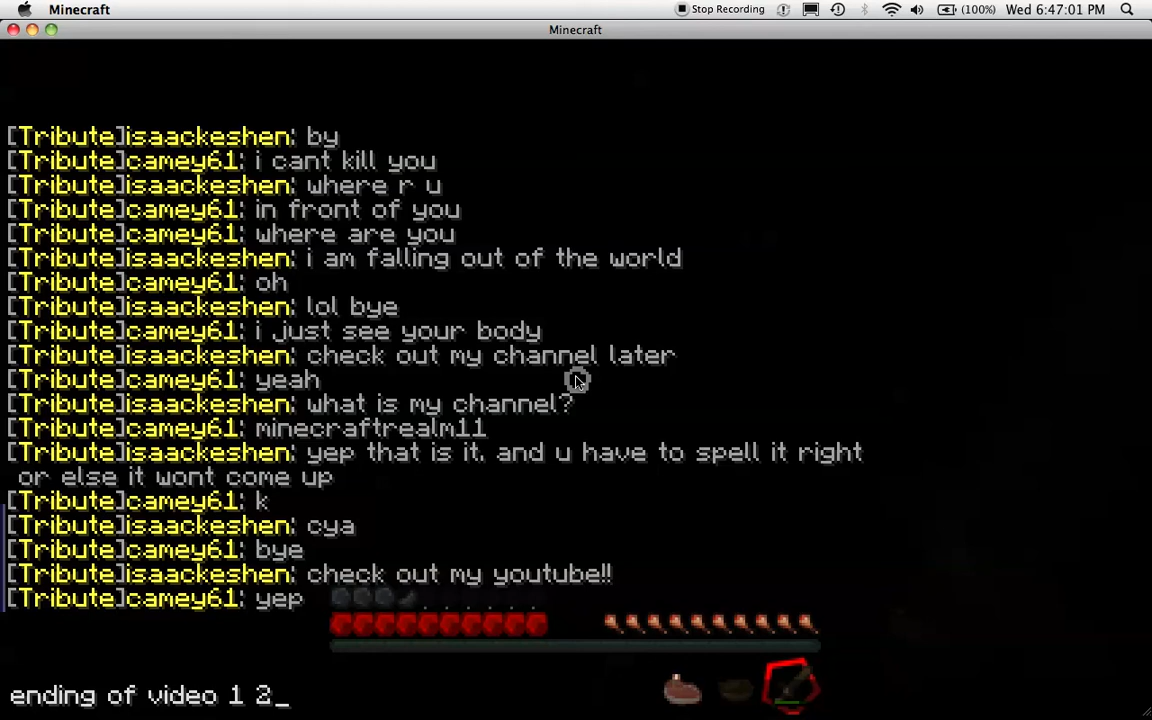 Minecraft Stop Recording (100%) Wed 6:47:01 PM
Minecraft
[Tribute]isaackeshen: by
[Tribute]camey61: i cant kill you
[Tribute]isaackeshen: where r u
[Tribute]camey61: in front of you
[Tribute]camey61: where are you
[Tribute]isaackeshen: i am falling out of the world
[Tribute]camey61: oh
[Tribute]isaackeshen: lol bye
[Tribute]camey61: i just see your body
[Tribute]isaackeshen: check out my channel later
[Tribute]camey61: yeah
[Tribute]isaackeshen: what is my channel?
[Tribute]camey61: minecraftrealm11
[Tribute]isaackeshen: yep that is it. and u have to spell it right
or else it wont come up
[Tribute]camey61: k
[Tribute]isaackeshen: cya
[Tribute]camey61: bye
[Tribute]isaackeshen: check out my youtube!!
[Tribute]camey61: yep
ending of video 1 2_